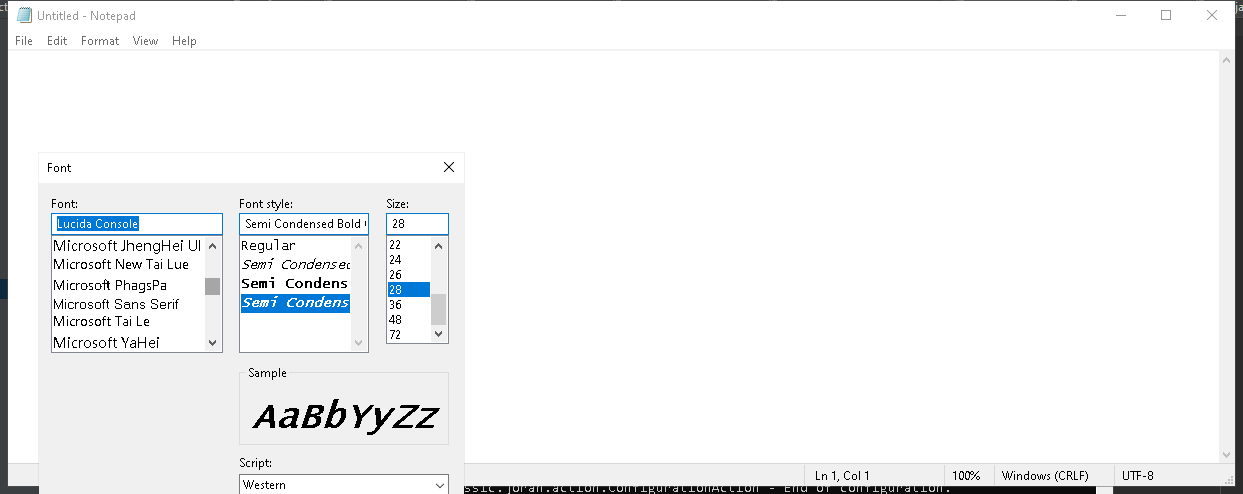 Untitled - Notepad
File Edit Format View Help
Font
Font: Font style: Size:
Lucida Console Semi Condensed Bold 28
Microsoft JhengHei UI Regular 22
Microsoft New Tai Lue Semi Condensed 24
Microsoft PhagsPa Semi Condens 26
Microsoft Sans Serif Semi Condens 28
Microsoft Tai Le 36
Microsoft YaHei 48
72
Sample
AaBbYyZz
Script:
Western
Ln 1, Col 1 100% Windows (CRLF) UTF-8
ssic.joran.action.ConfigurationAction - End of configuration.